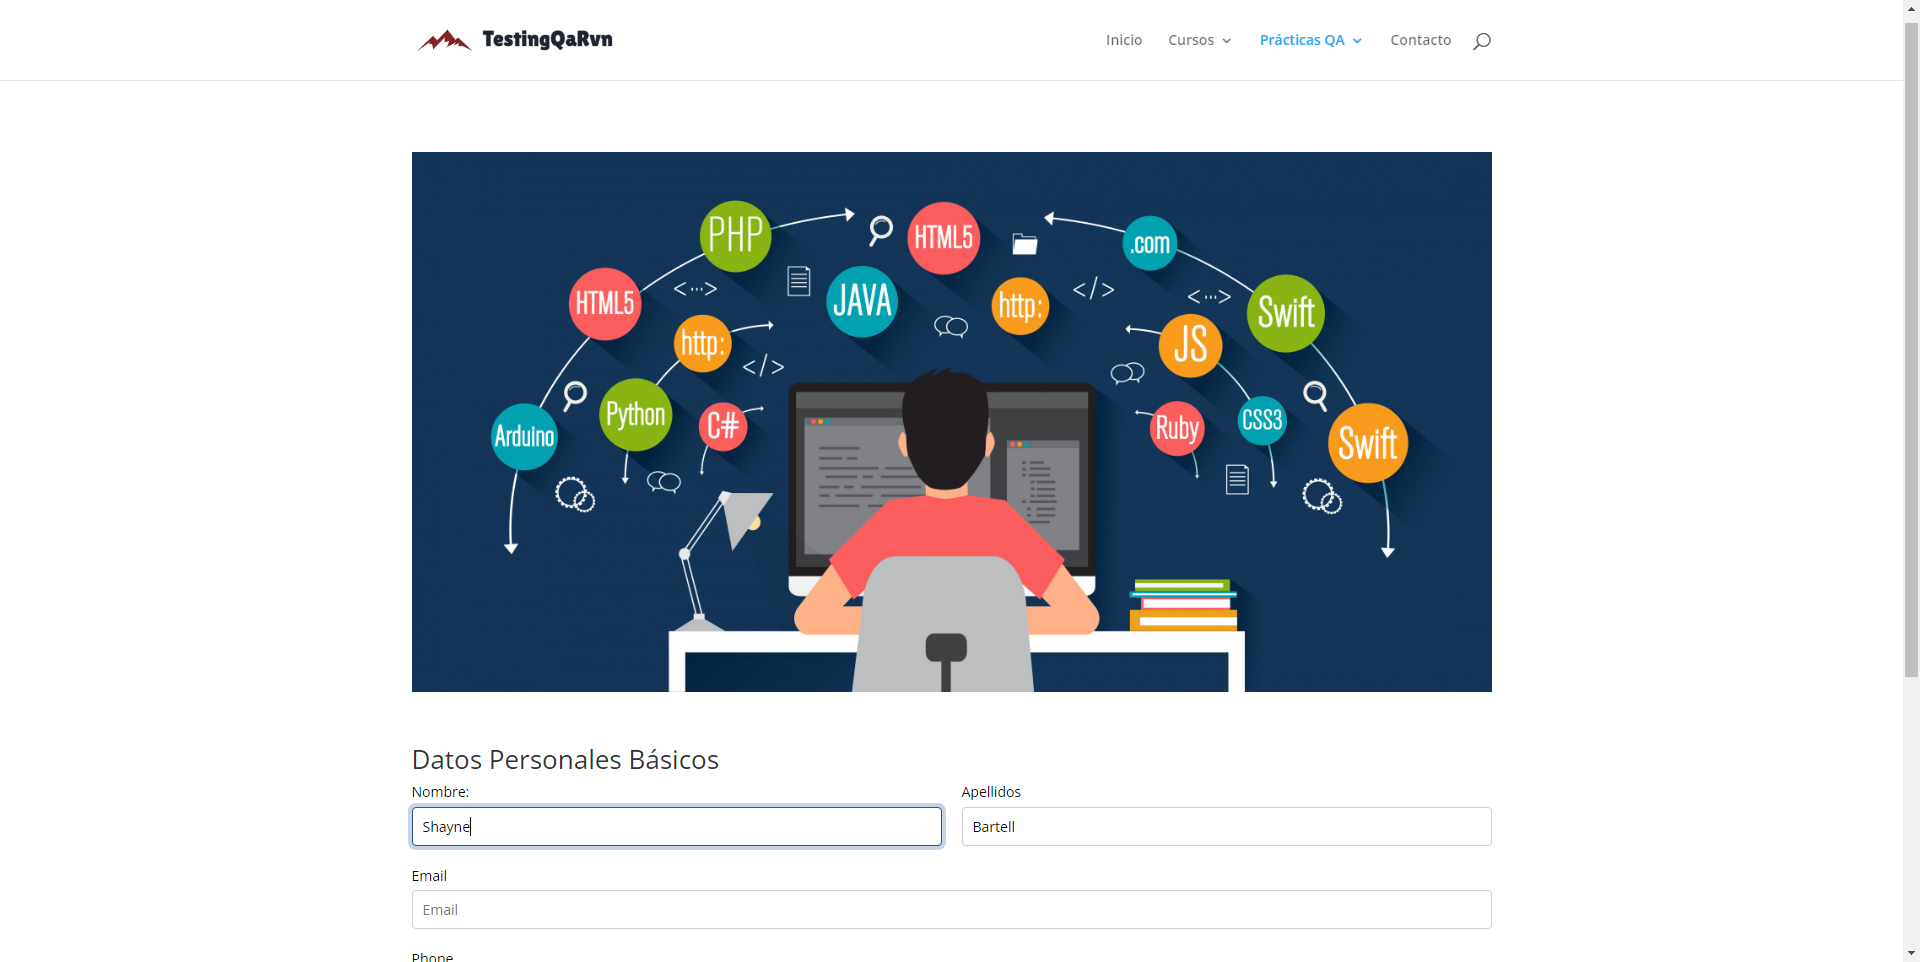 TestingQaRvn
Inicio Cursos Prácticas QA Contacto
PHP
HTML5
.com
HTML5
JAVA
http:
Swift
http:
JS
Python
C#
Ruby
CSS3
Arduino
Swift
Datos Personales Básicos
Nombre: Apellidos
Shayne Bartell
Email
Email
Phone